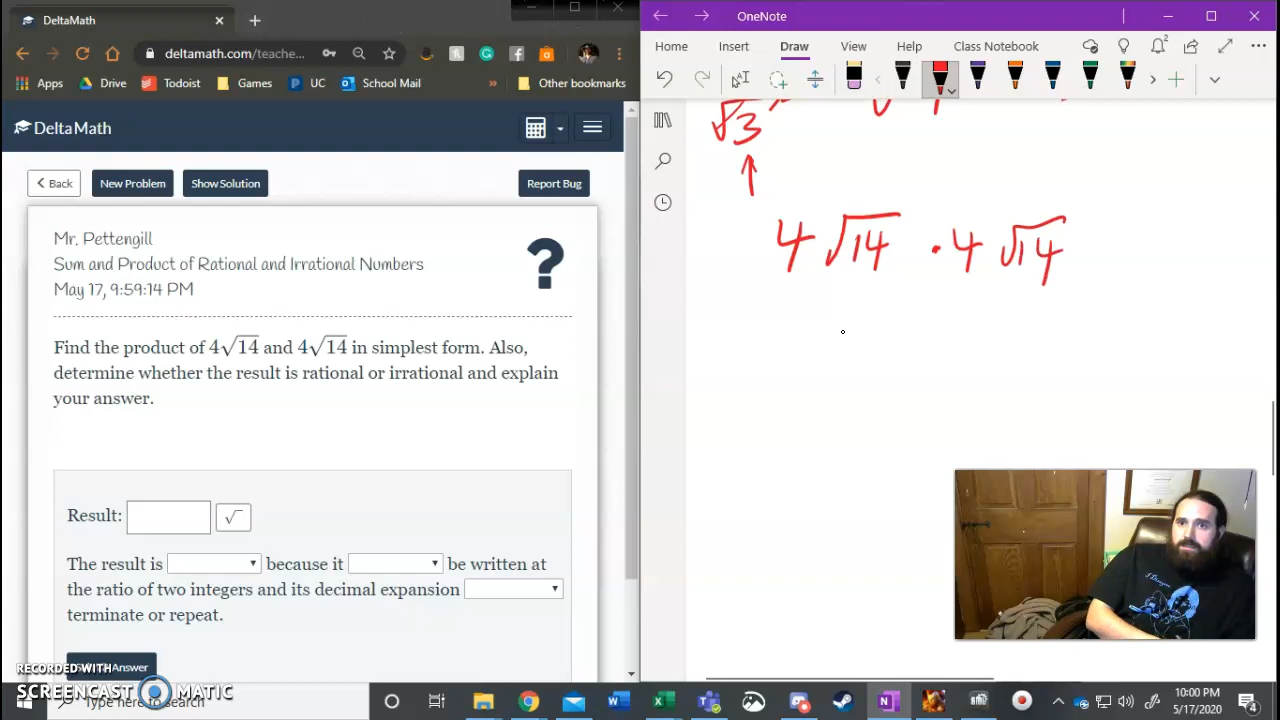 DeltaMath
OneNote
deltamath.com/teache...
Home Insert Draw View Help Class Notebook
Apps Drive Todoist Games UC School Mail Other bookmarks
DeltaMath
√3
Back New Problem Show Solution Report Bug
4√14 · 4√14
Mr. Pettengill
Sum and Product of Rational and Irrational Numbers
May 17, 9:59:14 PM
?
Find the product of 4√14 and 4√14 in simplest form. Also,
determine whether the result is rational or irrational and explain
your answer.
Result: √
The result is because it be written at
the ratio of two integers and its decimal expansion
terminate or repeat.
Answer
RECORDED WITH
SCREENCAST MATIC
Type here to search
10:00 PM
5/17/2020